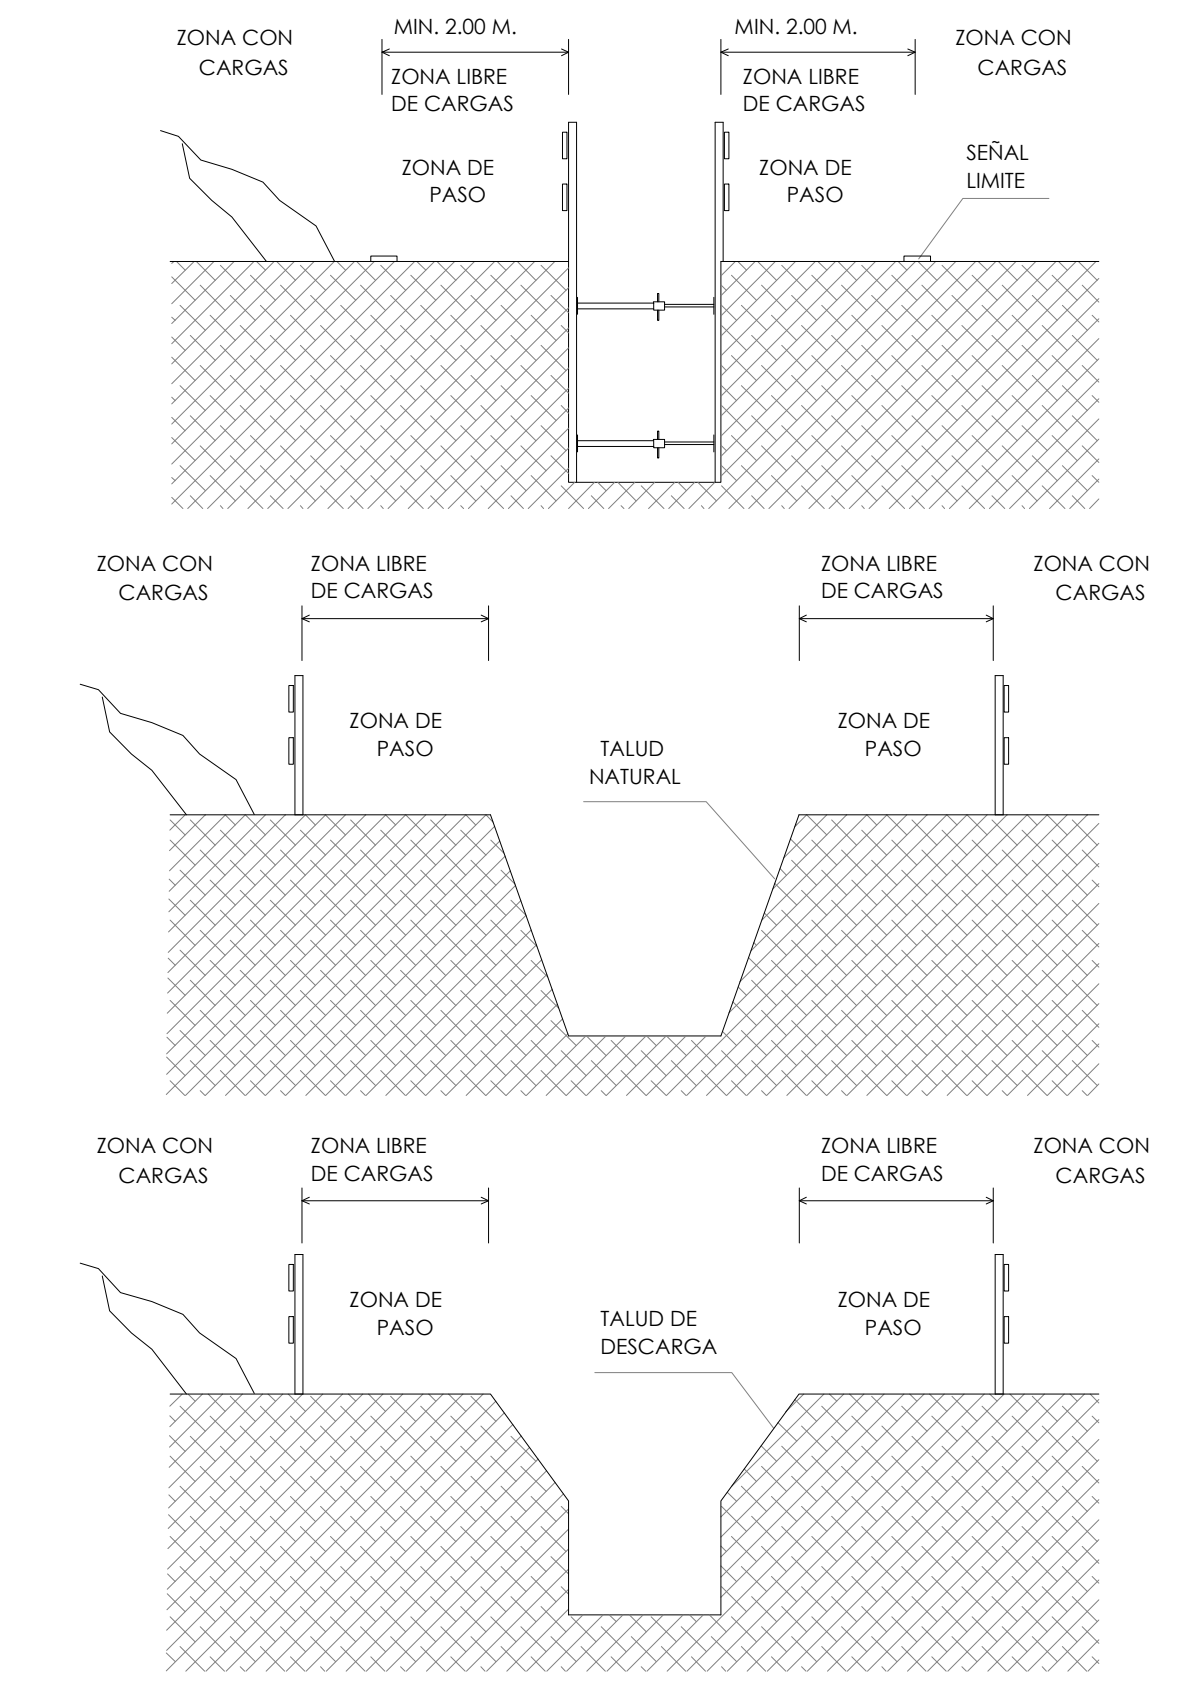 ZONA CON
CARGAS
MIN. 2.00 M.
ZONA LIBRE
DE CARGAS
MIN. 2.00 M.
ZONA LIBRE
DE CARGAS
ZONA CON
CARGAS
ZONA DE
PASO
ZONA DE
PASO
SEÑAL
LIMITE
ZONA CON
CARGAS
ZONA LIBRE
DE CARGAS
ZONA LIBRE
DE CARGAS
ZONA CON
CARGAS
ZONA DE
PASO
TALUD
NATURAL
ZONA DE
PASO
ZONA CON
CARGAS
ZONA LIBRE
DE CARGAS
ZONA LIBRE
DE CARGAS
ZONA CON
CARGAS
ZONA DE
PASO
TALUD DE
DESCARGA
ZONA DE
PASO